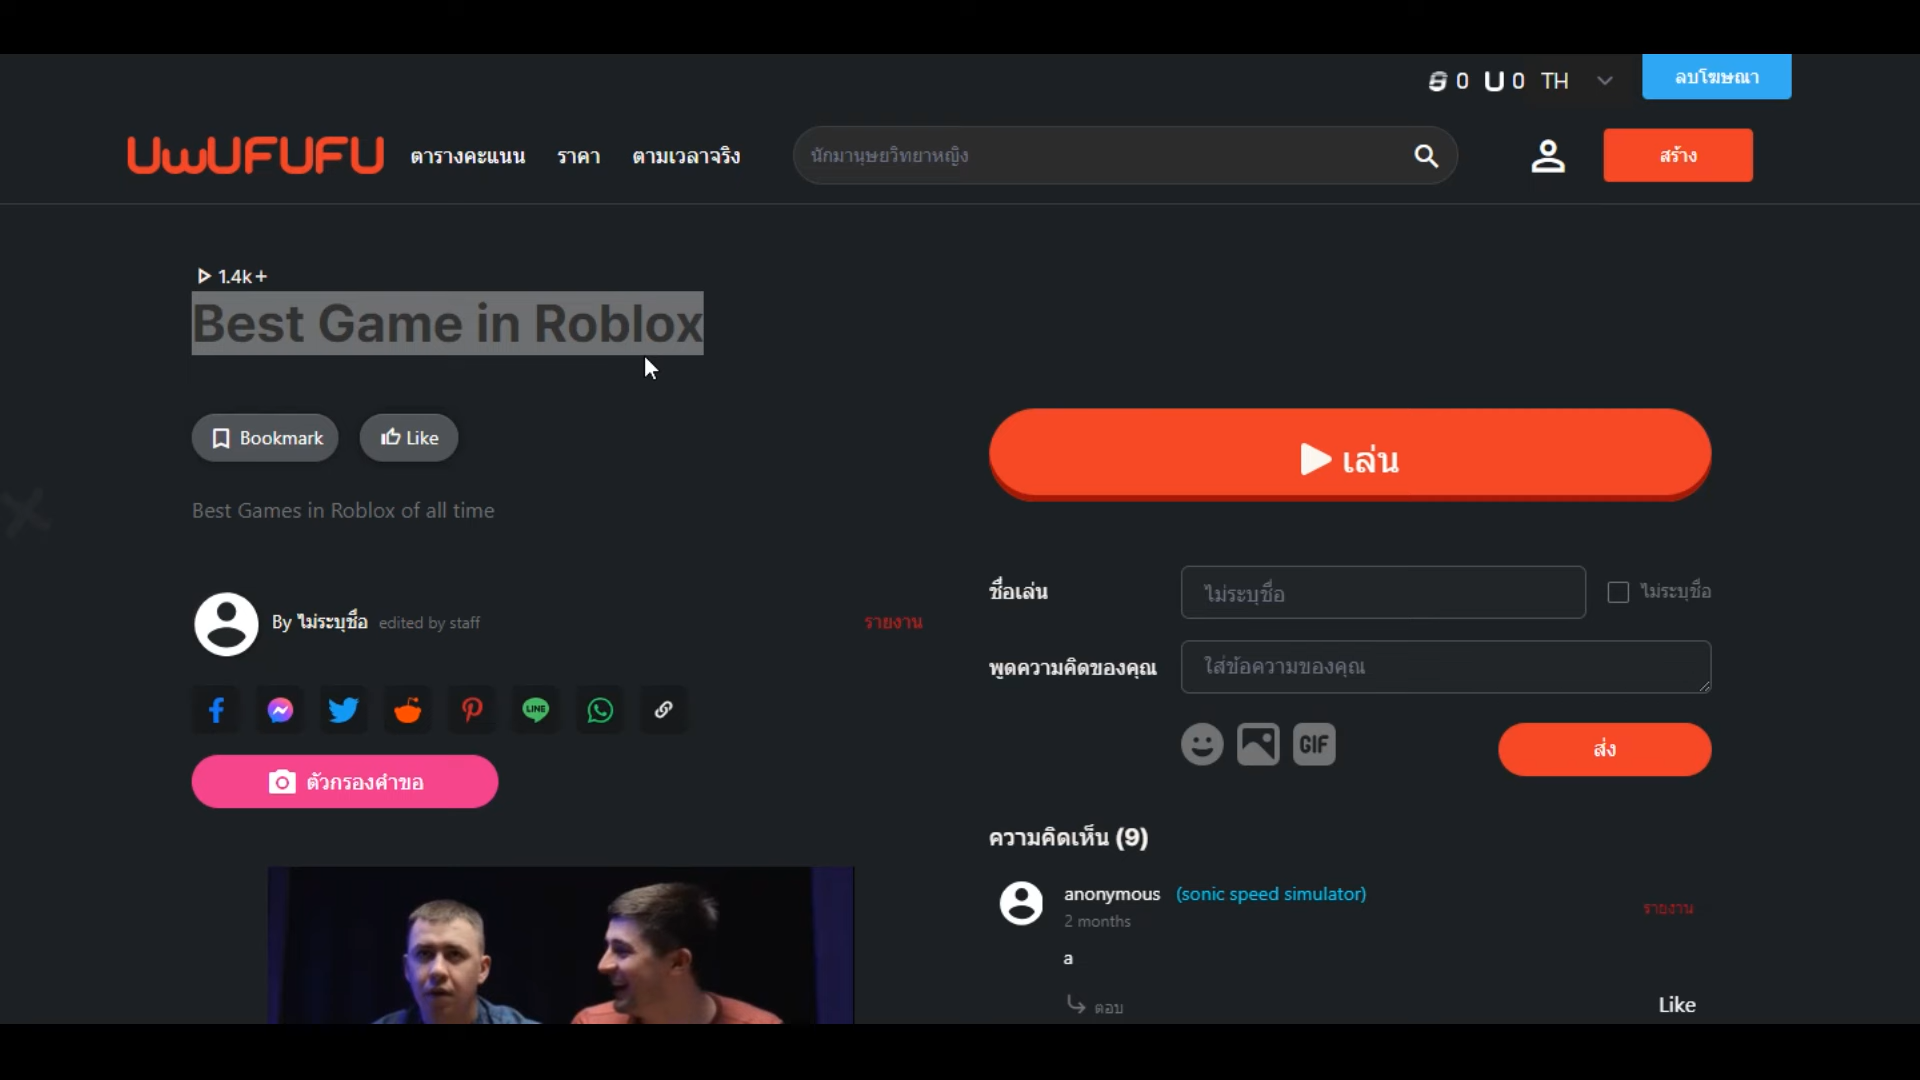 0 U 0 TH
ลบโฆษณา
UwUFUFU
ตารางคะแนน
ราคา
ตามเวลาจริง
นักมานุษยวิทยาหญิง
สร้าง
1.4k+
Best Game in Roblox
Bookmark
Like
เล่น
Best Games in Roblox of all time
ชื่อเล่น
ไม่ระบุชื่อ
ไม่ระบุชื่อ
By ไม่ระบุชื่อ edited by staff
รายงาน
พูดความคิดของคุณ
ใส่ข้อความของคุณ
LINE
GIF
ส่ง
ตัวกรองคำขอ
ความคิดเห็น (9)
anonymous (sonic speed simulator)
2 months
รายงาน
a
ตอบ
Like